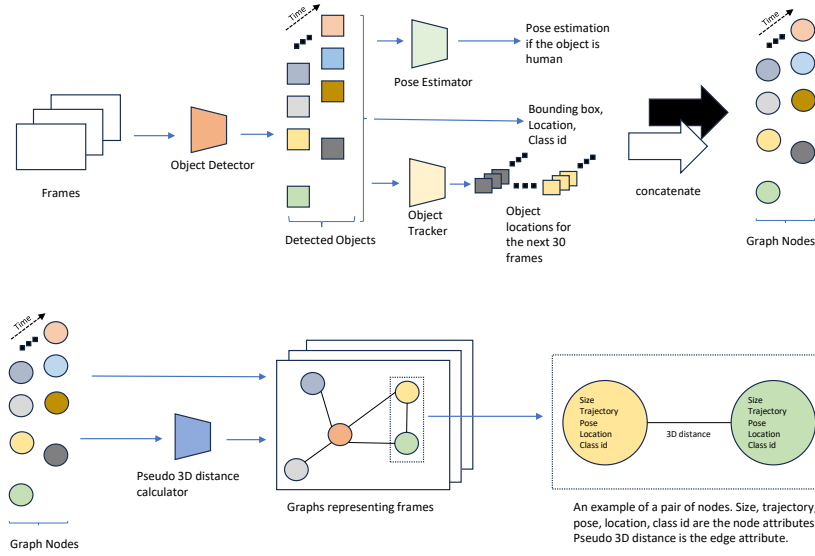 Time
Pose estimation
if the object is
human
Pose Estimator
Bounding box,
Location,
Class id
Object Detector
Frames
Object
Tracker
Object
locations for
the next 30
frames
Detected Objects
concatenate
Time
Graph Nodes
Time
Size
Trajectory
Pose
Location
Class id
3D distance
Size
Trajectory
Pose
Location
Class id
Pseudo 3D distance
calculator
Graphs representing frames
Graph Nodes
An example of a pair of nodes. Size, trajectory,
pose, location, class id are the node attributes
Pseudo 3D distance is the edge attribute.